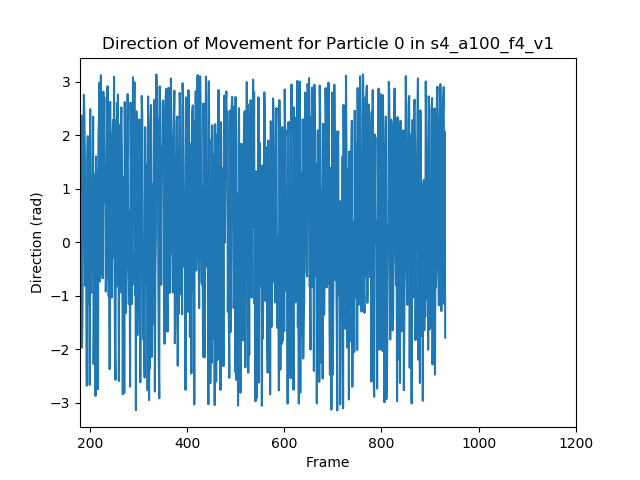 Direction of Movement for Particle 0 in s4_a100_f4_v1
3
2
1
0
−1
−2
−3
Direction (rad)
200 400 600 800 1000 1200
Frame